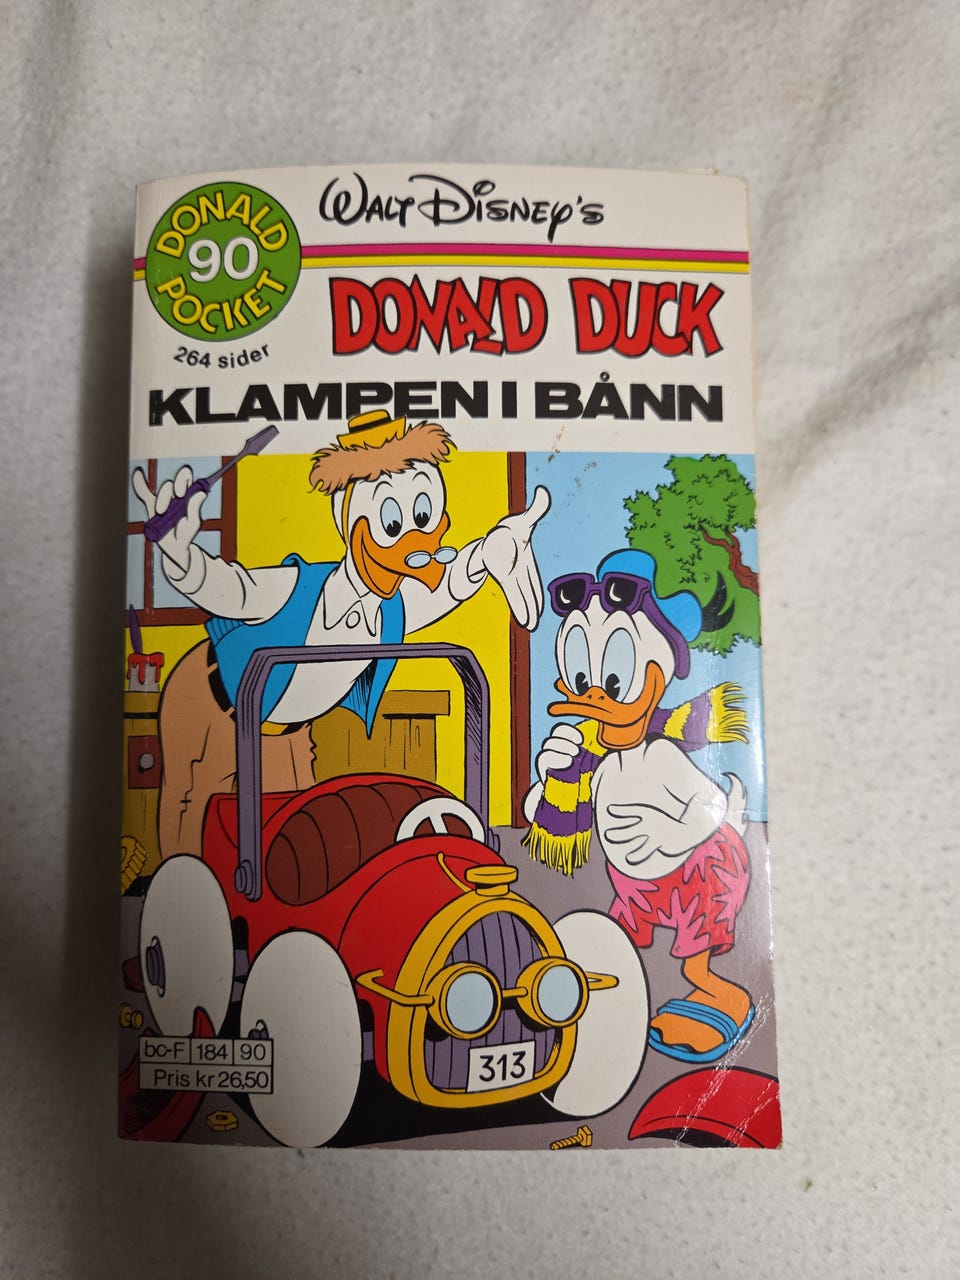 WALT DISNEY'S
DONALD
90
POCKET
264 sider
DONALD DUCK
KLAMPEN I BÅNN
313
bc-F 184 90
Pris kr 26,50